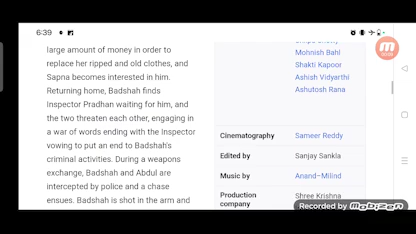 6:39
large amount of money in order to
replace her ripped and old clothes, and
Sapna becomes interested in him.
Returning home, Badshah finds
Inspector Pradhan waiting for him, and
the two threaten each other, engaging in
a war of words ending with the Inspector
vowing to put an end to Badshah's
criminal activities. During a weapons
exchange, Badshah and Abdul are
intercepted by police and a chase
ensues. Badshah is shot in the arm and
Mohnish Bahl
Shakti Kapoor
Ashish Vidyarthi
Ashutosh Rana
Cinematography Sameer Reddy
Edited by Sanjay Sankla
Music by Anand–Milind
Production Shree Krishna
company
Recorded by MOBIZEN